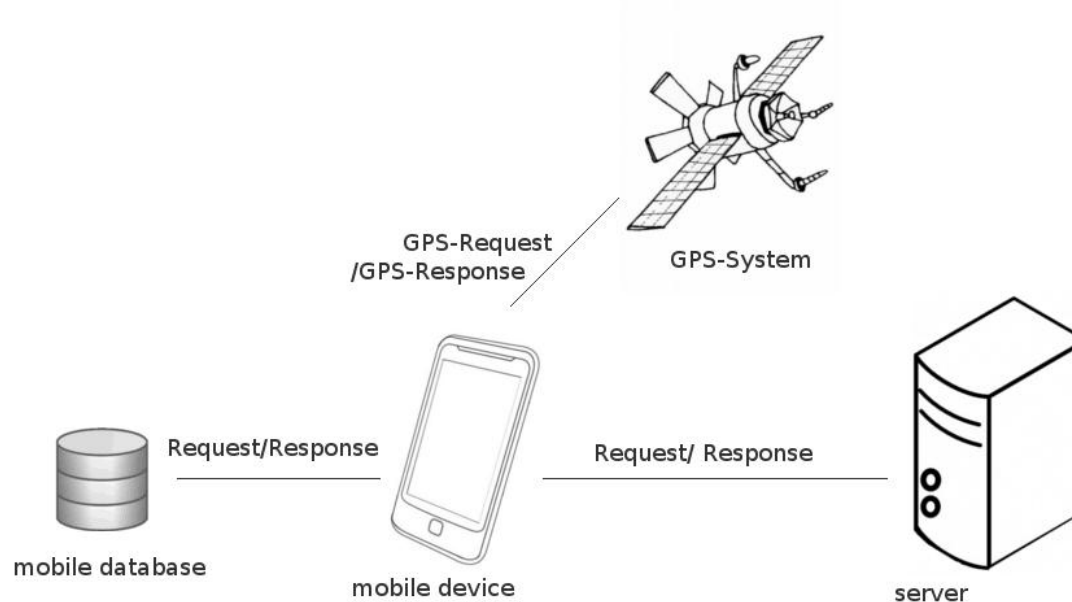 GPS-Request
/GPS-Response
GPS-System
Request/Response
Request/ Response
mobile database
mobile device
server